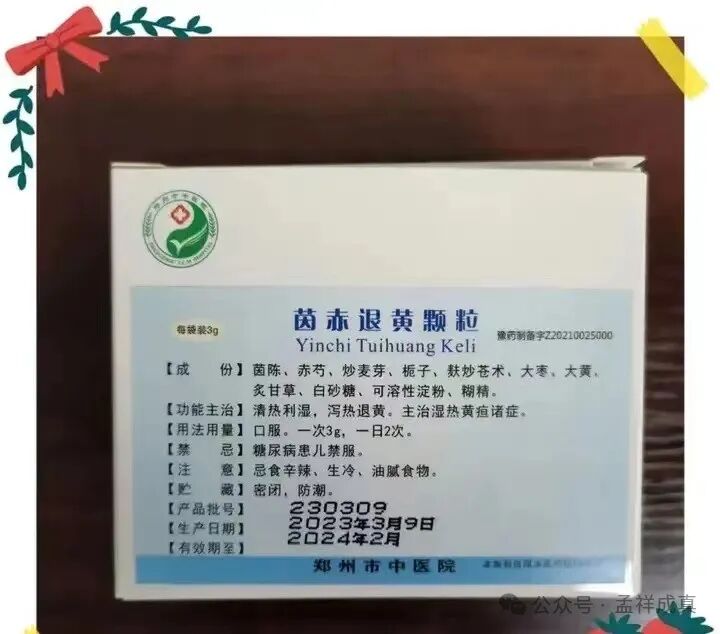 茵赤退黄颗粒
Yinchi Tuihuang Keli
每袋装3g
豫药制备字Z20210025000
【成 份】茵陈、赤芍、炒麦芽、栀子、麸炒苍术、大枣、大黄、
炙甘草、白砂糖、可溶性淀粉、糊精。
【功能主治】清热利湿，泻热退黄。主治湿热黄疸诸症。
【用法用量】口服。一次3g，一日2次。
【禁 忌】糖尿病患儿禁服。
【注 意】忌食辛辣、生冷、油腻食物。
【贮 藏】密闭，防潮。
【产品批号】230309
【生产日期】2023年3月9日
【有效期至】2024年2月
郑州市中医院
公众号·孟祥成真